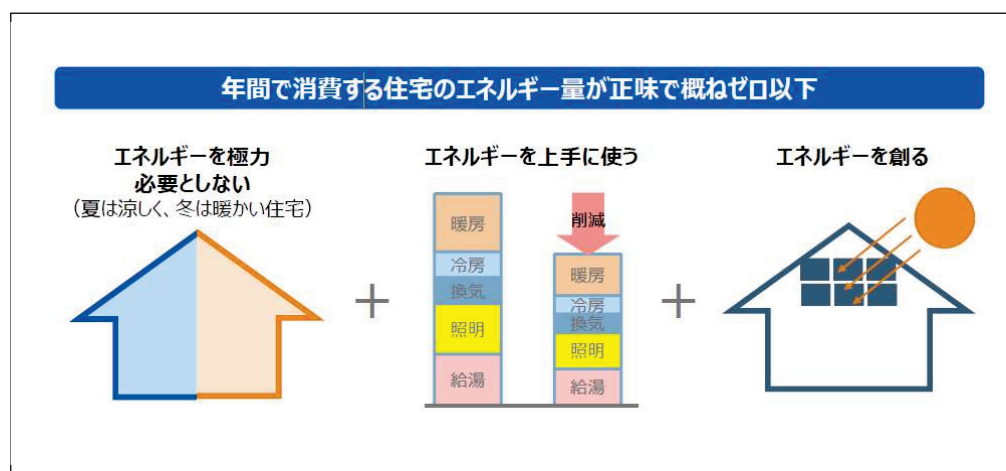 年間で消費する住宅のエネルギー量が正味で概ねゼロ以下
エネルギーを極力
必要としない
（夏は涼しく、冬は暖かい住宅）
エネルギーを上手に使う
暖房
冷房
換気
照明
給湯
削減
暖房
冷房
換気
照明
給湯
エネルギーを創る